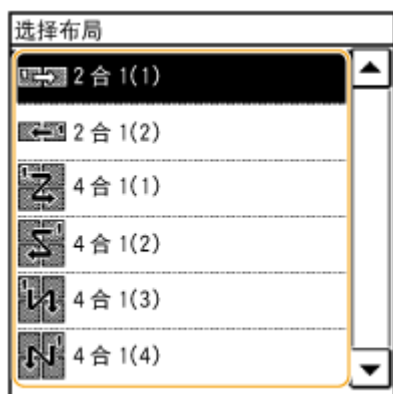 选择布局
2 合 1(1)
2 合 1(2)
4 合 1(1)
4 合 1(2)
4 合 1(3)
4 合 1(4)